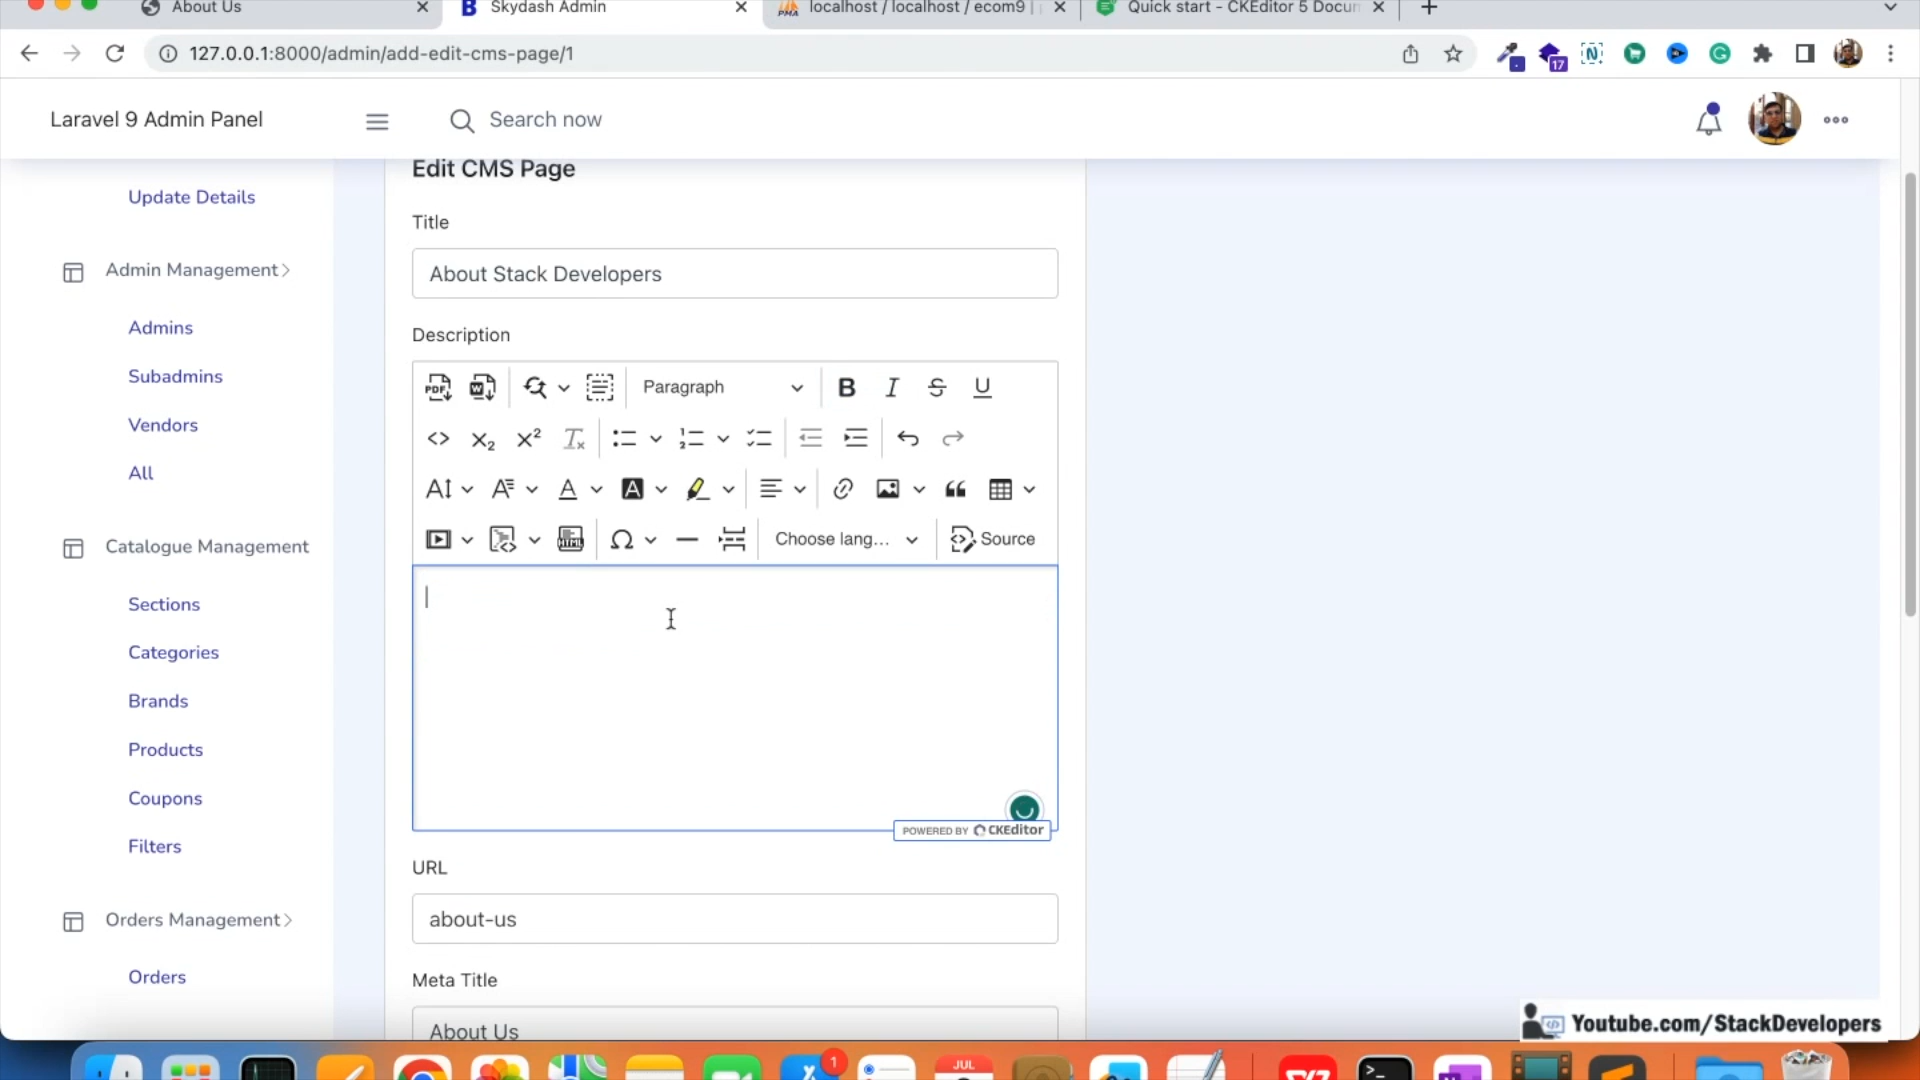 About Us
Skydash Admin
localhost / localhost / ecom9 |
Quick start - CKEditor 5 Docum
127.0.0.1:8000/admin/add-edit-cms-page/1
17
Laravel 9 Admin Panel
Search now
Update Details
Admin Management
Admins
Subadmins
Vendors
All
Catalogue Management
Sections
Categories
Brands
Products
Coupons
Filters
Orders Management
Orders
Edit CMS Page
Title
About Stack Developers
Description
Paragraph
Choose lang...
Source
POWERED BY CKEditor
URL
about-us
Meta Title
About Us
Youtube.com/StackDevelopers
1
JUL